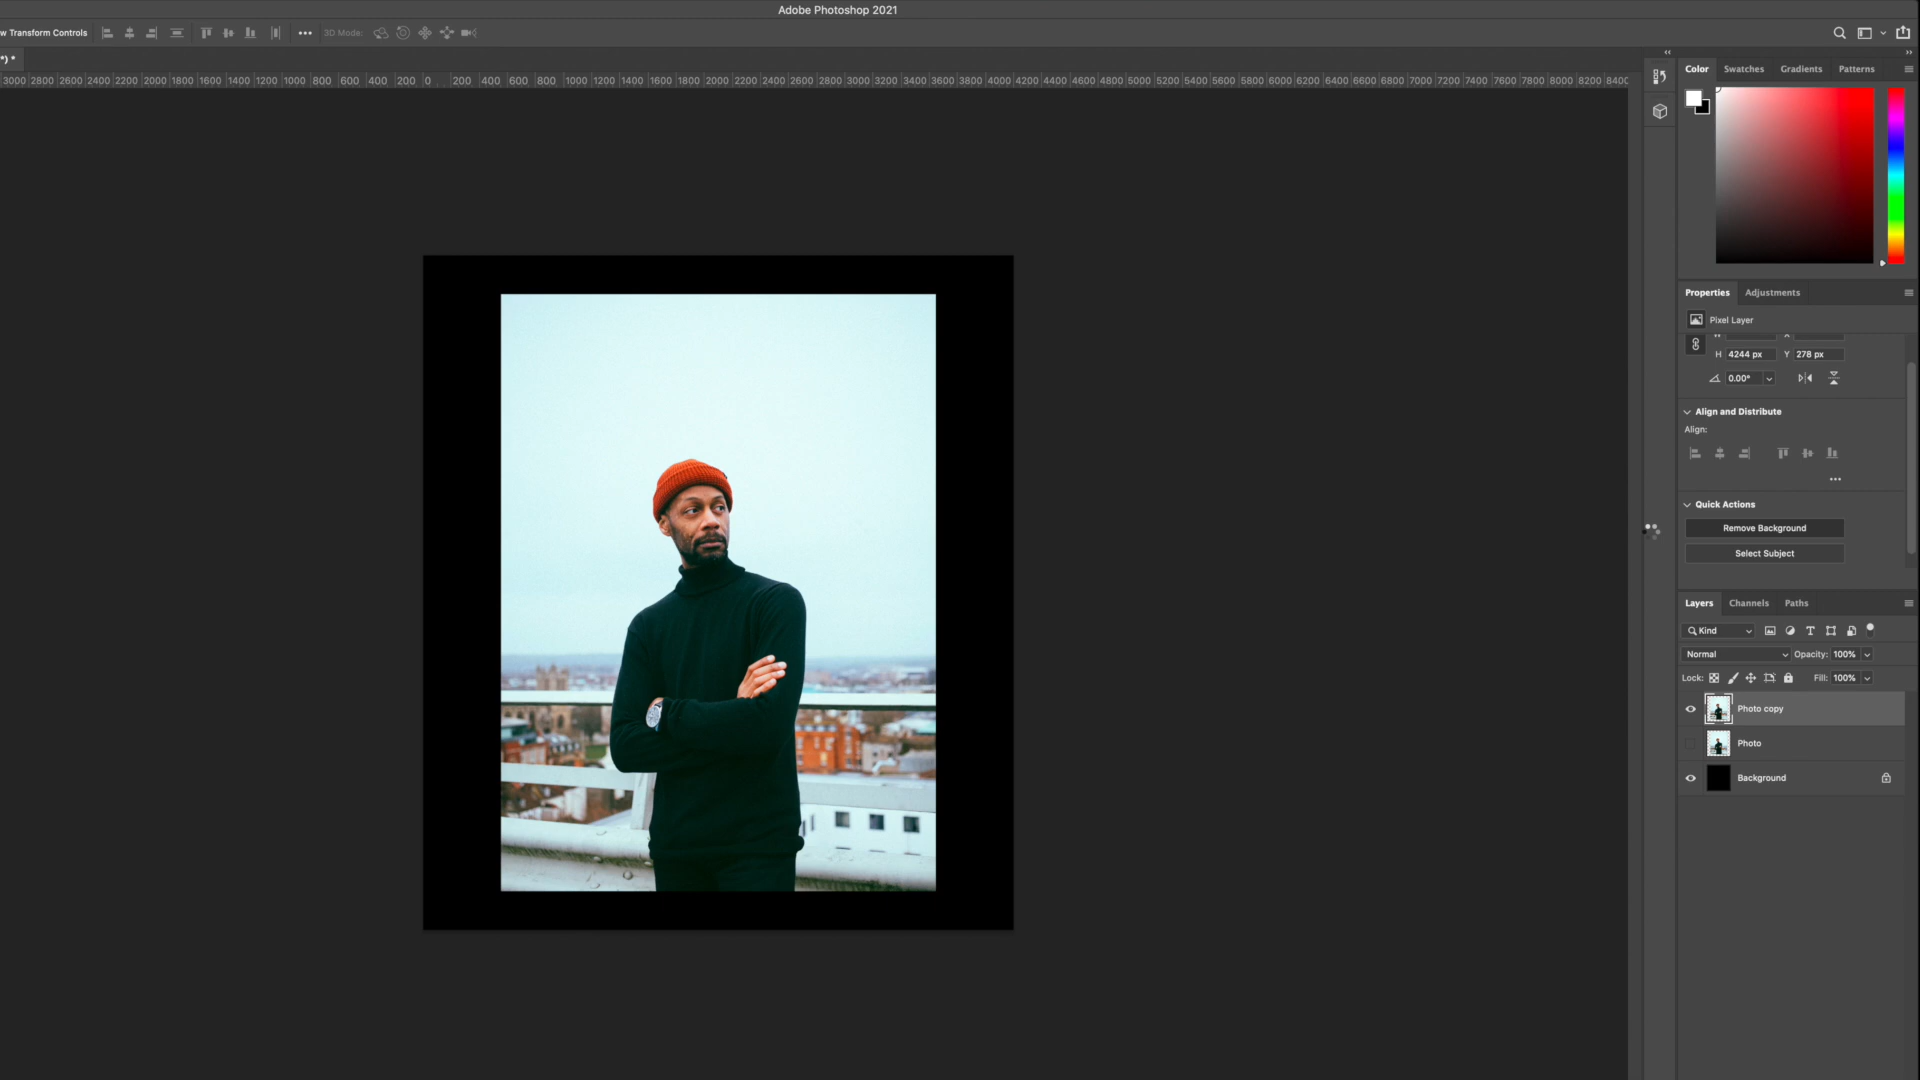 Adobe Photoshop 2021
w Transform Controls
3D Mode:
*) *
3000 2800 2600 2400 2200 2000 1800 1600 1400 1200 1000 800 600 400 200 0 200 400 600 800 1000 1200 1400 1600 1800 2000 2200 2400 2600 2800 3000 3200 3400 3600 3800 4000 4200 4400 4600 4800 5000 5200 5400 5600 5800 6000 6200 6400 6600 6800 7000 7200 7400 7600 7800 8000 8200 8400
Color Swatches Gradients Patterns
Properties Adjustments
Pixel Layer
H 4244 px Y 278 px
0.00°
Align and Distribute
Align:
Quick Actions
Remove Background
Select Subject
Layers Channels Paths
Kind
Normal Opacity: 100%
Lock: Fill: 100%
Photo copy
Photo
Background